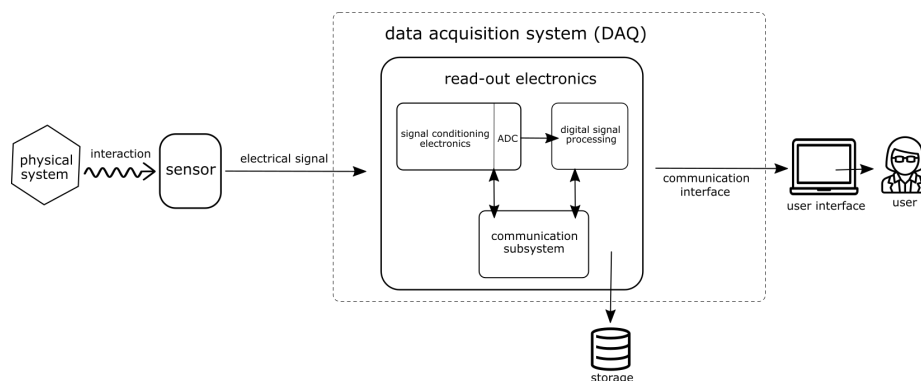 data acquisition system (DAQ)
read-out electronics
signal conditioning
electronics
ADC
digital signal
processing
physical
system
interaction
sensor
electrical signal
communication
subsystem
communication
interface
user interface
user
storage